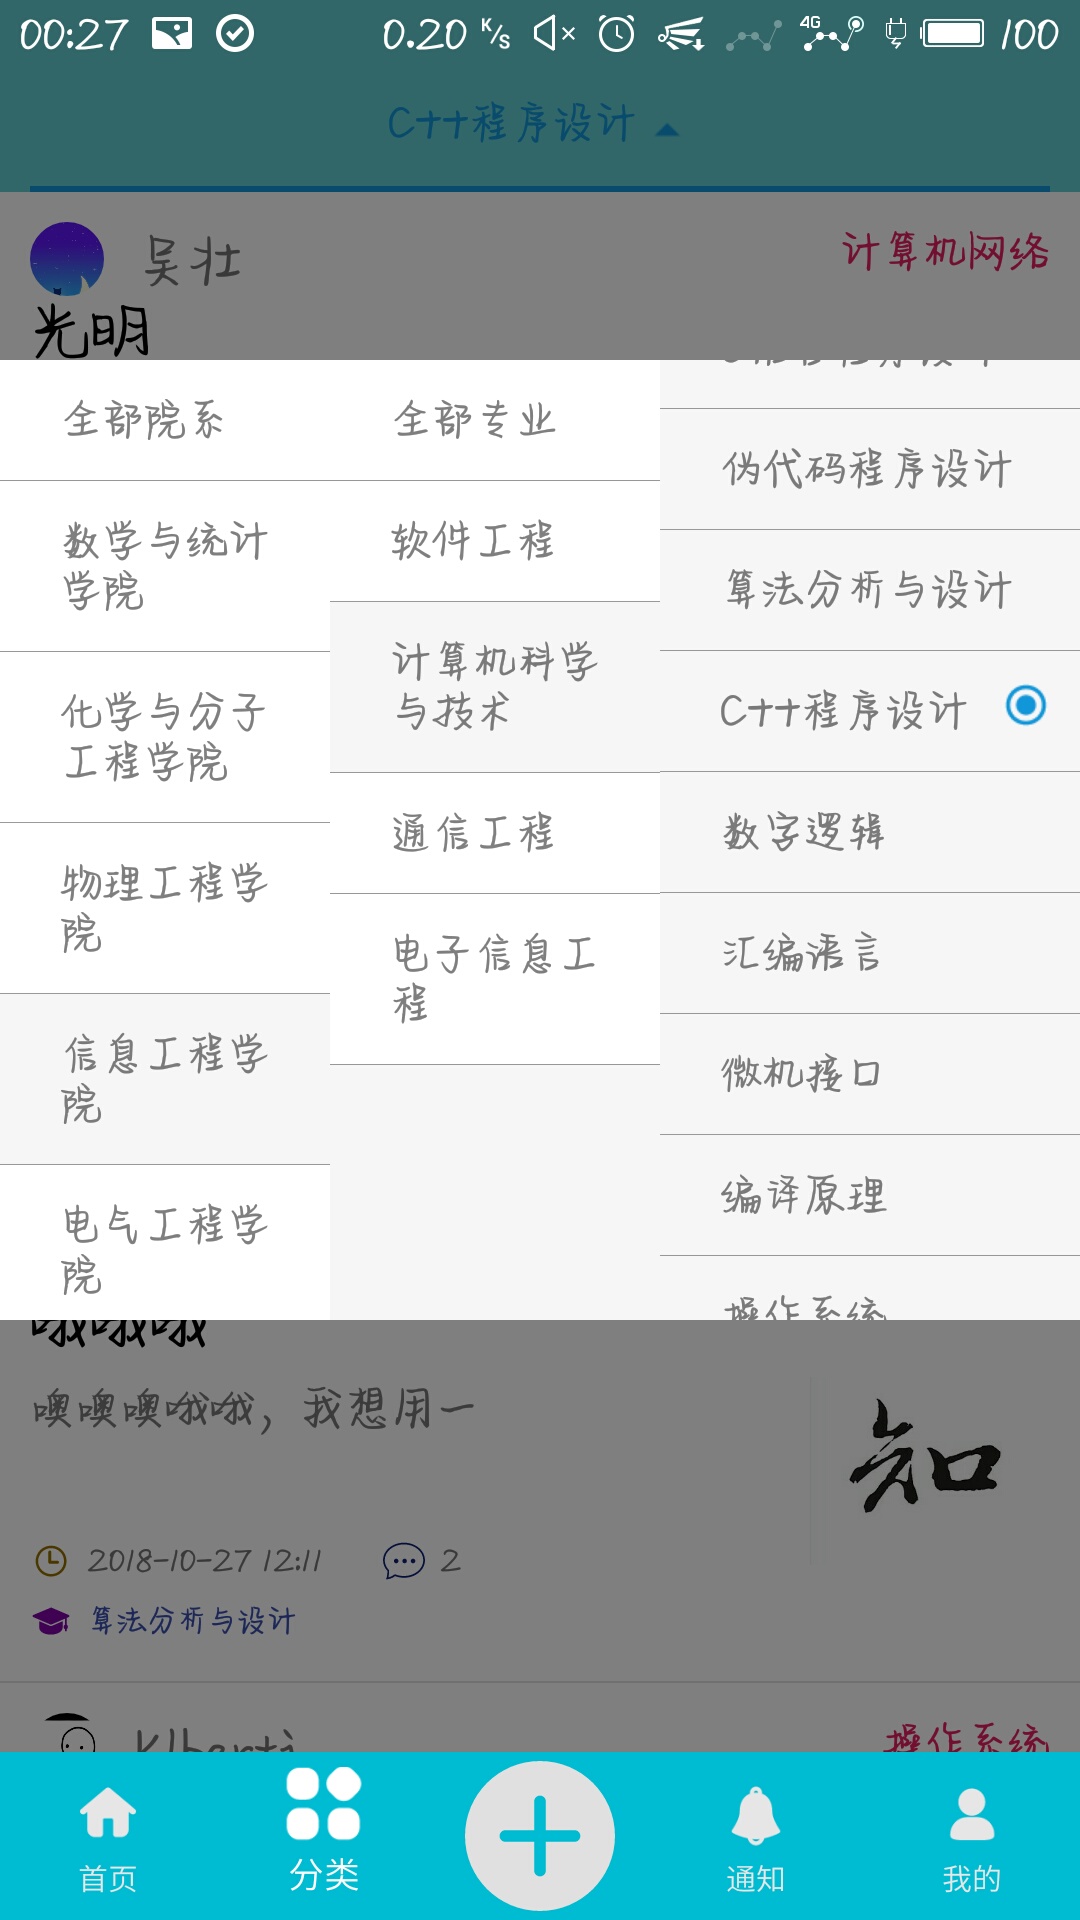 00:27 0.20 K/s 4G 100
C++程序设计
吴壮 计算机网络
光明
全部院系
数学与统计
学院
化学与分子
工程学院
物理工程学
院
信息工程学
院
电气工程学
院
全部专业
软件工程
计算机科学
与技术
通信工程
电子信息工
程
伪代码程序设计
算法分析与设计
C++程序设计
数字逻辑
汇编语言
微机接口
编译原理
操作系统
哦哦哦
噢噢噢哦哦，我想用一
知
2018-10-27 12:11 2
算法分析与设计
Klberti 操作系统
首页 分类 通知 我的